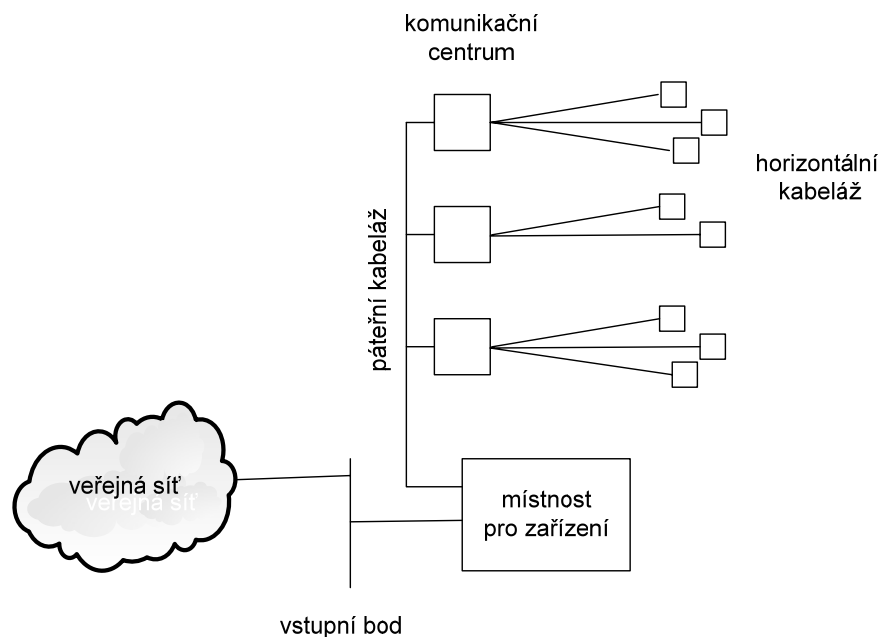 komunikační
centrum
horizontální
kabeláž
páteřní kabeláž
veřejná síť
veřejná síť
místnost
pro zařízení
vstupní bod